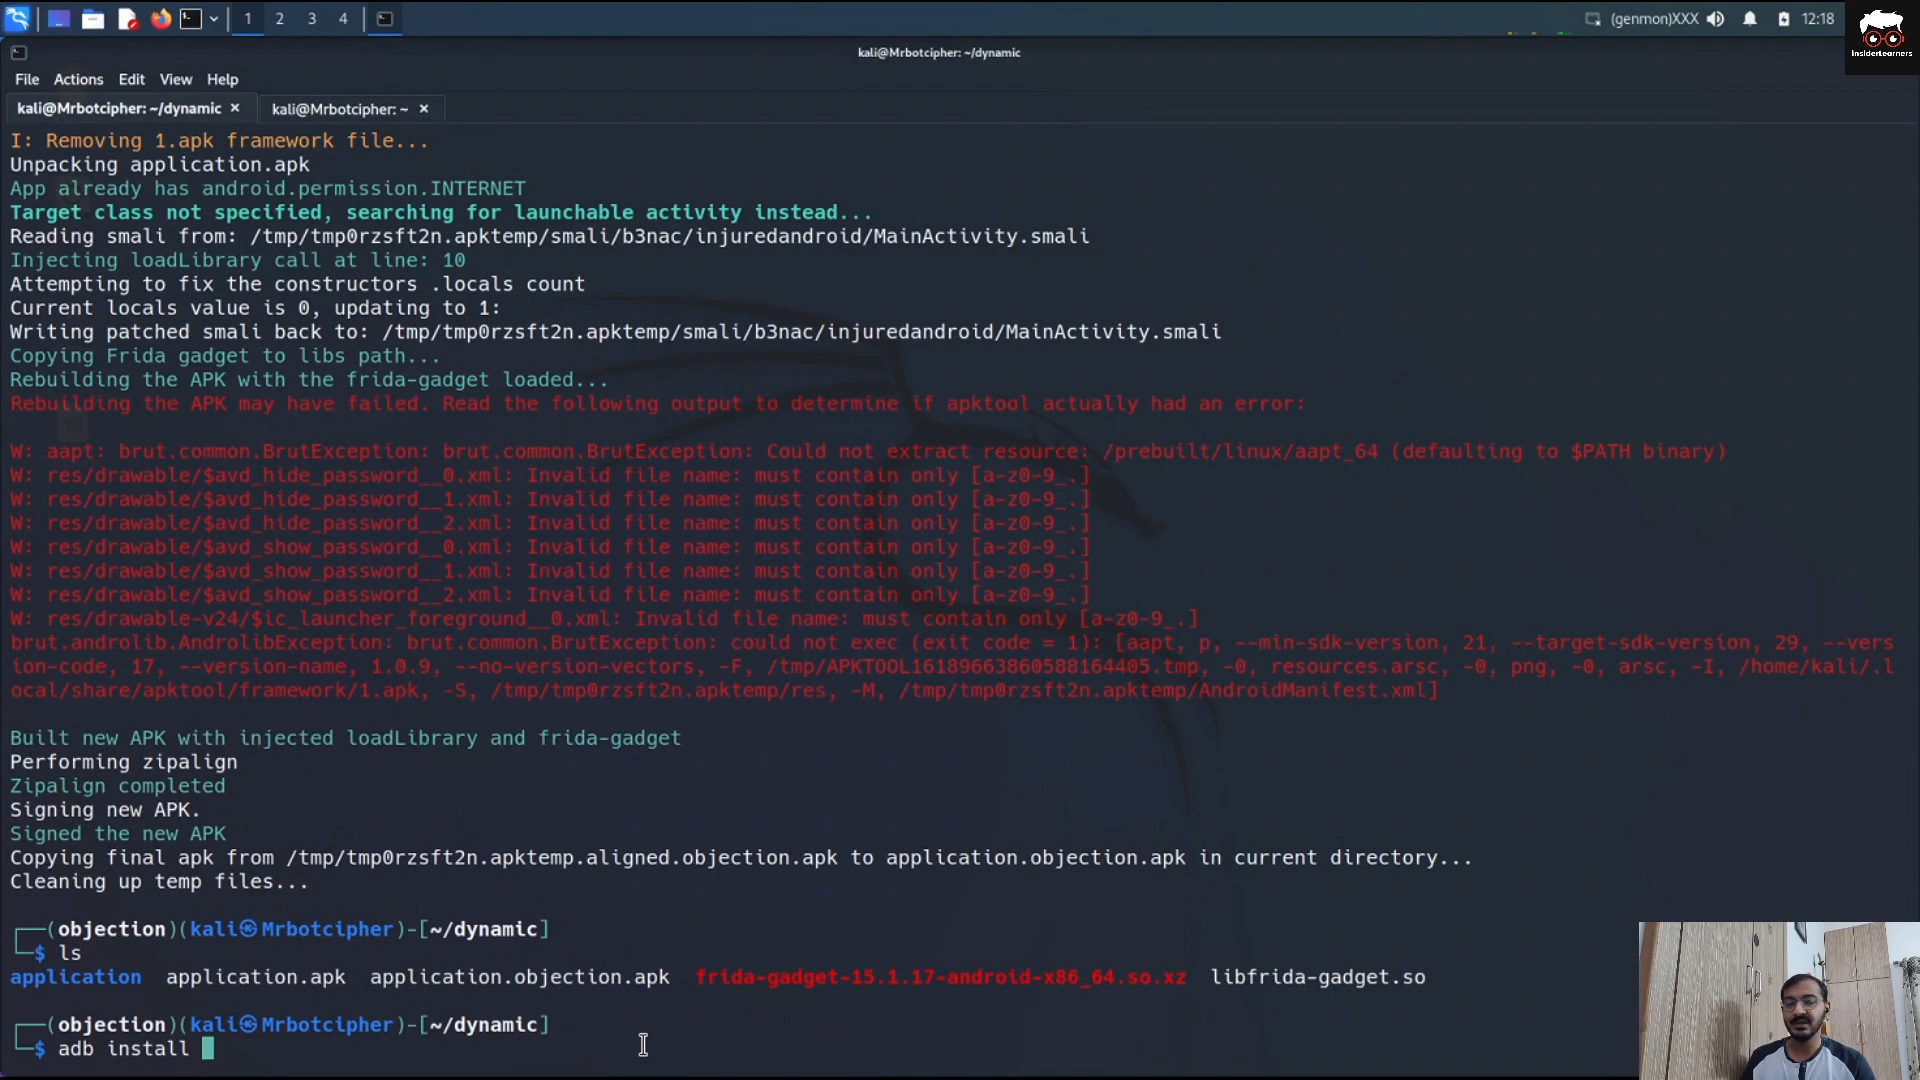 1 2 3 4 (genmon)XXX 12:18
InsiderLearners
kali@Mrbotcipher: ~/dynamic
File Actions Edit View Help
kali@Mrbotcipher: ~/dynamic × kali@Mrbotcipher: ~ ×
I: Removing 1.apk framework file...
Unpacking application.apk
App already has android.permission.INTERNET
Target class not specified, searching for launchable activity instead...
Reading smali from: /tmp/tmp0rzsft2n.apktemp/smali/b3nac/injuredandroid/MainActivity.smali
Injecting loadLibrary call at line: 10
Attempting to fix the constructors .locals count
Current locals value is 0, updating to 1:
Writing patched smali back to: /tmp/tmp0rzsft2n.apktemp/smali/b3nac/injuredandroid/MainActivity.smali
Copying Frida gadget to libs path...
Rebuilding the APK with the frida-gadget loaded...
Rebuilding the APK may have failed. Read the following output to determine if apktool actually had an error:
W: aapt: brut.common.BrutException: brut.common.BrutException: Could not extract resource: /prebuilt/linux/aapt_64 (defaulting to $PATH binary)
W: res/drawable/$avd_hide_password__0.xml: Invalid file name: must contain only [a-z0-9_.]
W: res/drawable/$avd_hide_password__1.xml: Invalid file name: must contain only [a-z0-9_.]
W: res/drawable/$avd_hide_password__2.xml: Invalid file name: must contain only [a-z0-9_.]
W: res/drawable/$avd_show_password__0.xml: Invalid file name: must contain only [a-z0-9_.]
W: res/drawable/$avd_show_password__1.xml: Invalid file name: must contain only [a-z0-9_.]
W: res/drawable/$avd_show_password__2.xml: Invalid file name: must contain only [a-z0-9_.]
W: res/drawable-v24/$ic_launcher_foreground__0.xml: Invalid file name: must contain only [a-z0-9_.]
brut.androlib.AndrolibException: brut.common.BrutException: could not exec (exit code = 1): [aapt, p, --min-sdk-version, 21, --target-sdk-version, 29, --vers
ion-code, 17, --version-name, 1.0.9, --no-version-vectors, -F, /tmp/APKTOOL16189663860588164405.tmp, -0, resources.arsc, -0, png, -0, arsc, -I, /home/kali/.l
ocal/share/apktool/framework/1.apk, -S, /tmp/tmp0rzsft2n.apktemp/res, -M, /tmp/tmp0rzsft2n.apktemp/AndroidManifest.xml]
Built new APK with injected loadLibrary and frida-gadget
Performing zipalign
Zipalign completed
Signing new APK.
Signed the new APK
Copying final apk from /tmp/tmp0rzsft2n.apktemp.aligned.objection.apk to application.objection.apk in current directory...
Cleaning up temp files...
┌──(objection)(kali㉿Mrbotcipher)-[~/dynamic]
└─$ ls
application application.apk application.objection.apk frida-gadget-15.1.17-android-x86_64.so.xz libfrida-gadget.so
┌──(objection)(kali㉿Mrbotcipher)-[~/dynamic]
└─$ adb install